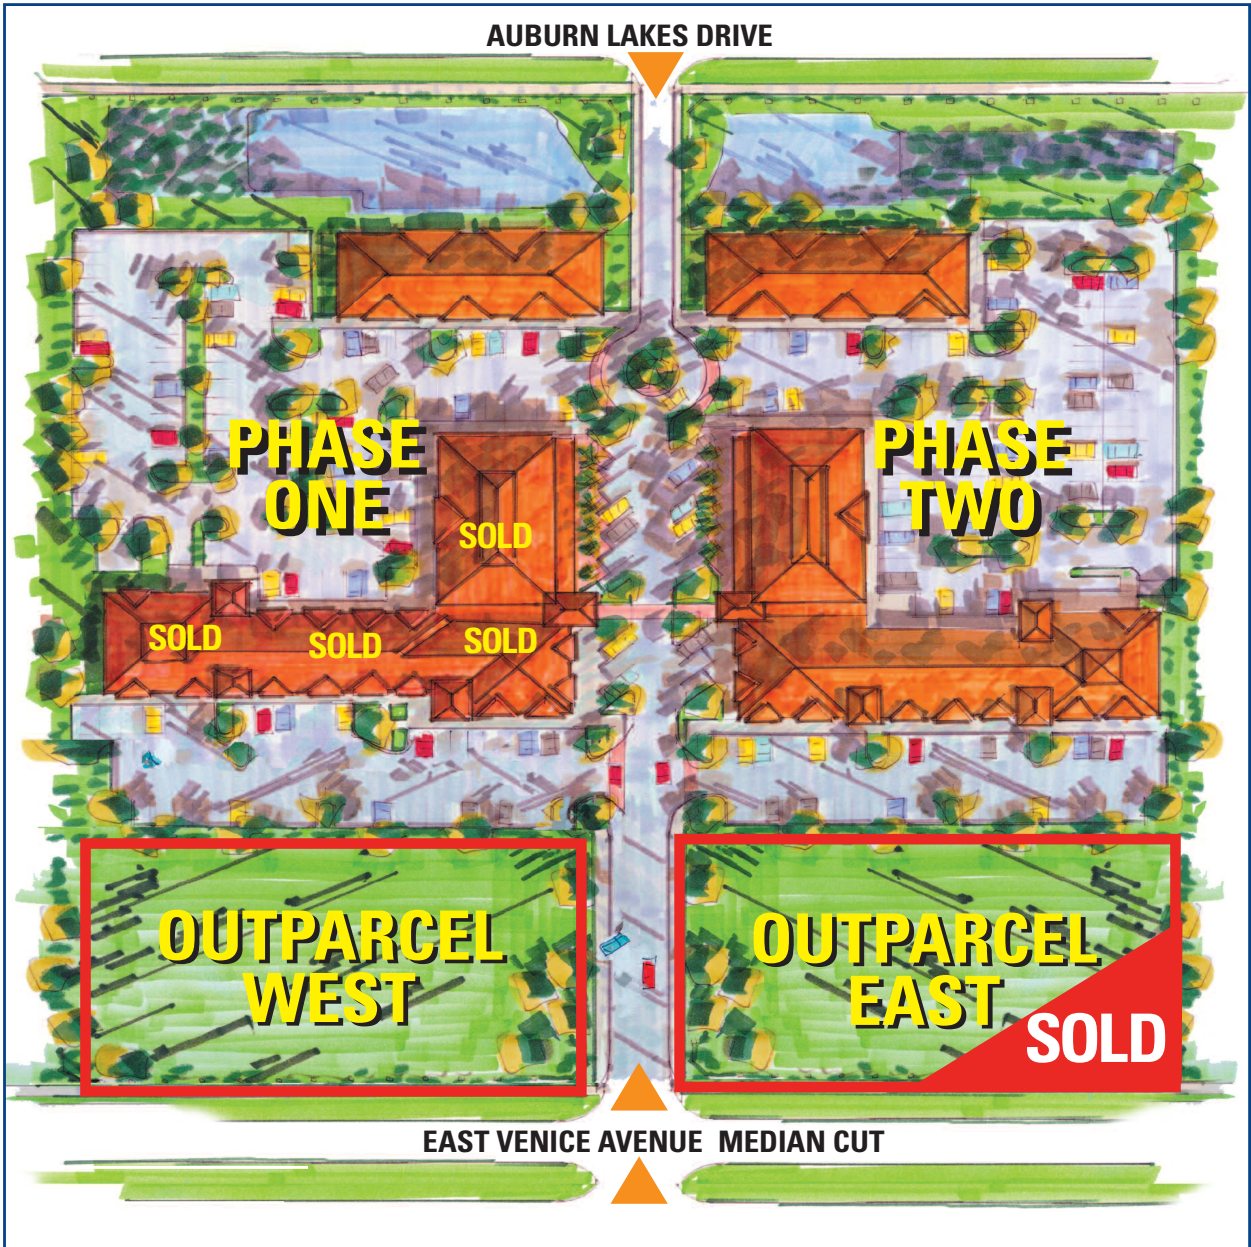 AUBURN LAKES DRIVE
PHASE
ONE
PHASE
TWO
SOLD
SOLD
SOLD
SOLD
OUTPARCEL
WEST
OUTPARCEL
EAST
SOLD
EAST VENICE AVENUE MEDIAN CUT